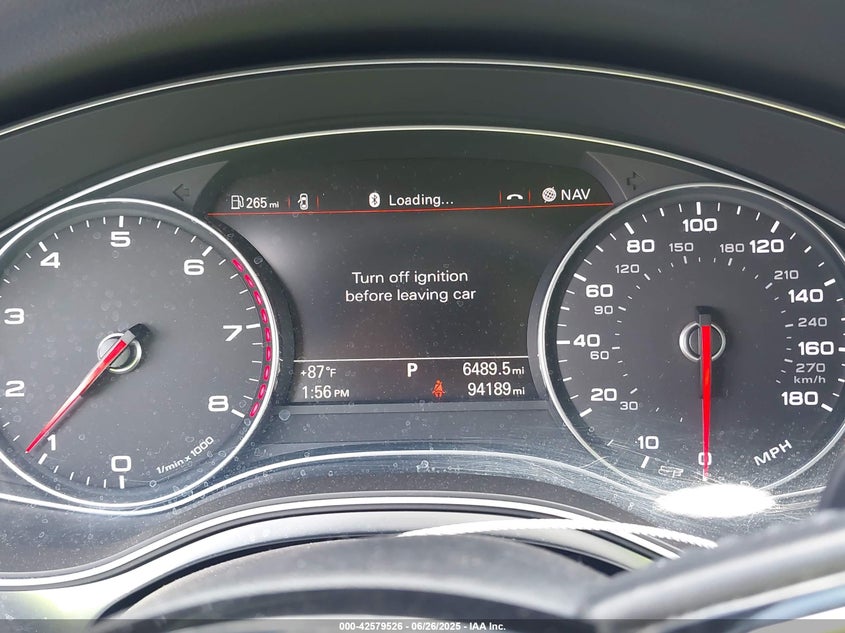 265 mi
Loading...
NAV
Turn off ignition
before leaving car
+87°F
P
6489.5 mi
1:56 PM
94189 mi
0
1
2
3
4
5
6
7
8
1/min x 1000
0
10
20
40
60
80
100
120
140
160
180
30
60
90
120
150
180
210
240
270
km/h
MPH
000-42579526 - 06/26/2025 - IAA Inc.